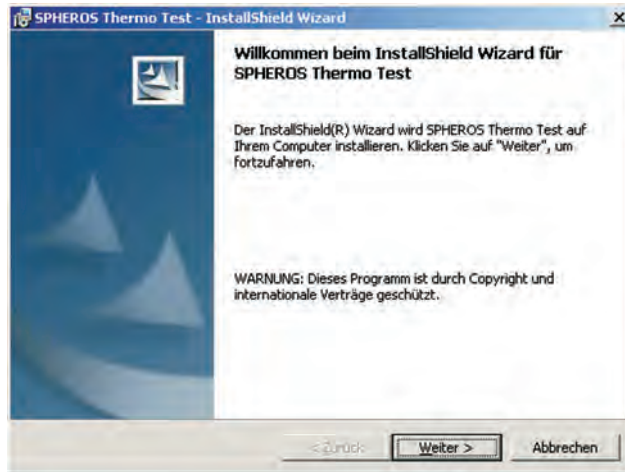 SPHEROS Thermo Test - InstallShield Wizard
Willkommen beim InstallShield Wizard für
SPHEROS Thermo Test
Der InstallShield(R) Wizard wird SPHEROS Thermo Test auf
Ihrem Computer installieren. Klicken Sie auf "Weiter", um
fortzufahren.
WARNUNG: Dieses Programm ist durch Copyright und
internationale Verträge geschützt.
< Zurück
Weiter >
Abbrechen